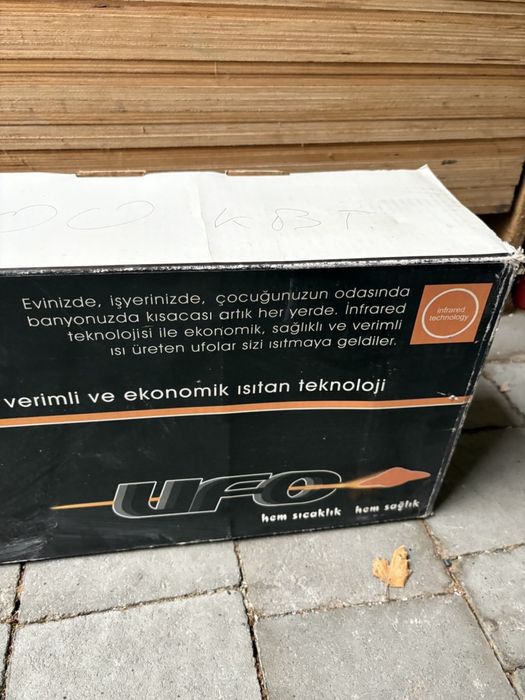 KBT
Evinizde, işyerinizde, çocuğunuzun odasında
banyonuzda kısacası artık her yerde. İnfrared
teknolojisi ile ekonomik, sağlıklı ve verimli
ısı üreten ufolar sizi ısıtmaya geldiler.
infrared
technology
verimli ve ekonomik ısıtan teknoloji
UFO
hem sıcaklık hem sağlık